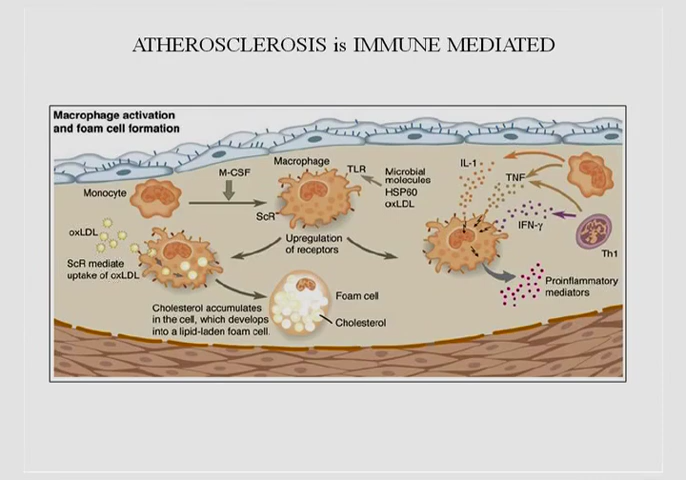 ATHEROSCLEROSIS is IMMUNE MEDIATED
Macrophage activation
and foam cell formation
Monocyte
M-CSF
Macrophage
TLR
Microbial
molecules
HSP60
oxLDL
ScR
IL-1
TNF
IFN-γ
Th1
oxLDL
ScR mediate
uptake of oxLDL
Upregulation
of receptors
Proinflammatory
mediators
Cholesterol accumulates
in the cell, which develops
into a lipid-laden foam cell.
Foam cell
Cholesterol